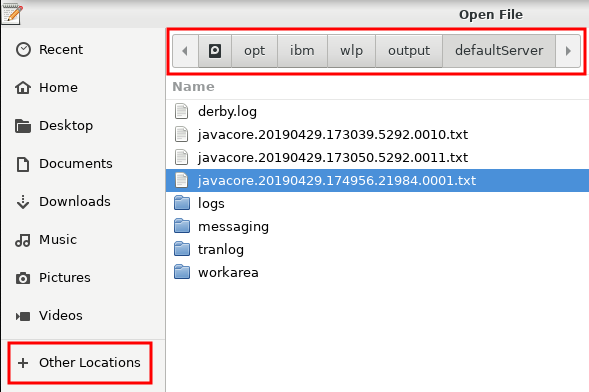 Open File
Recent
Home
Desktop
Documents
Downloads
Music
Pictures
Videos
Other Locations
opt ibm wlp output defaultServer
Name
derby.log
javacore.20190429.173039.5292.0010.txt
javacore.20190429.173050.5292.0011.txt
javacore.20190429.174956.21984.0001.txt
logs
messaging
tranlog
workarea